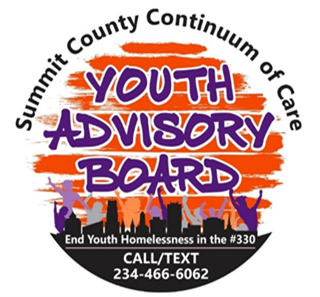 Summit County Continuum of Care
YOUTH
ADVISORY
BOARD
End Youth Homelessness in the #330
CALL/TEXT
234-466-6062